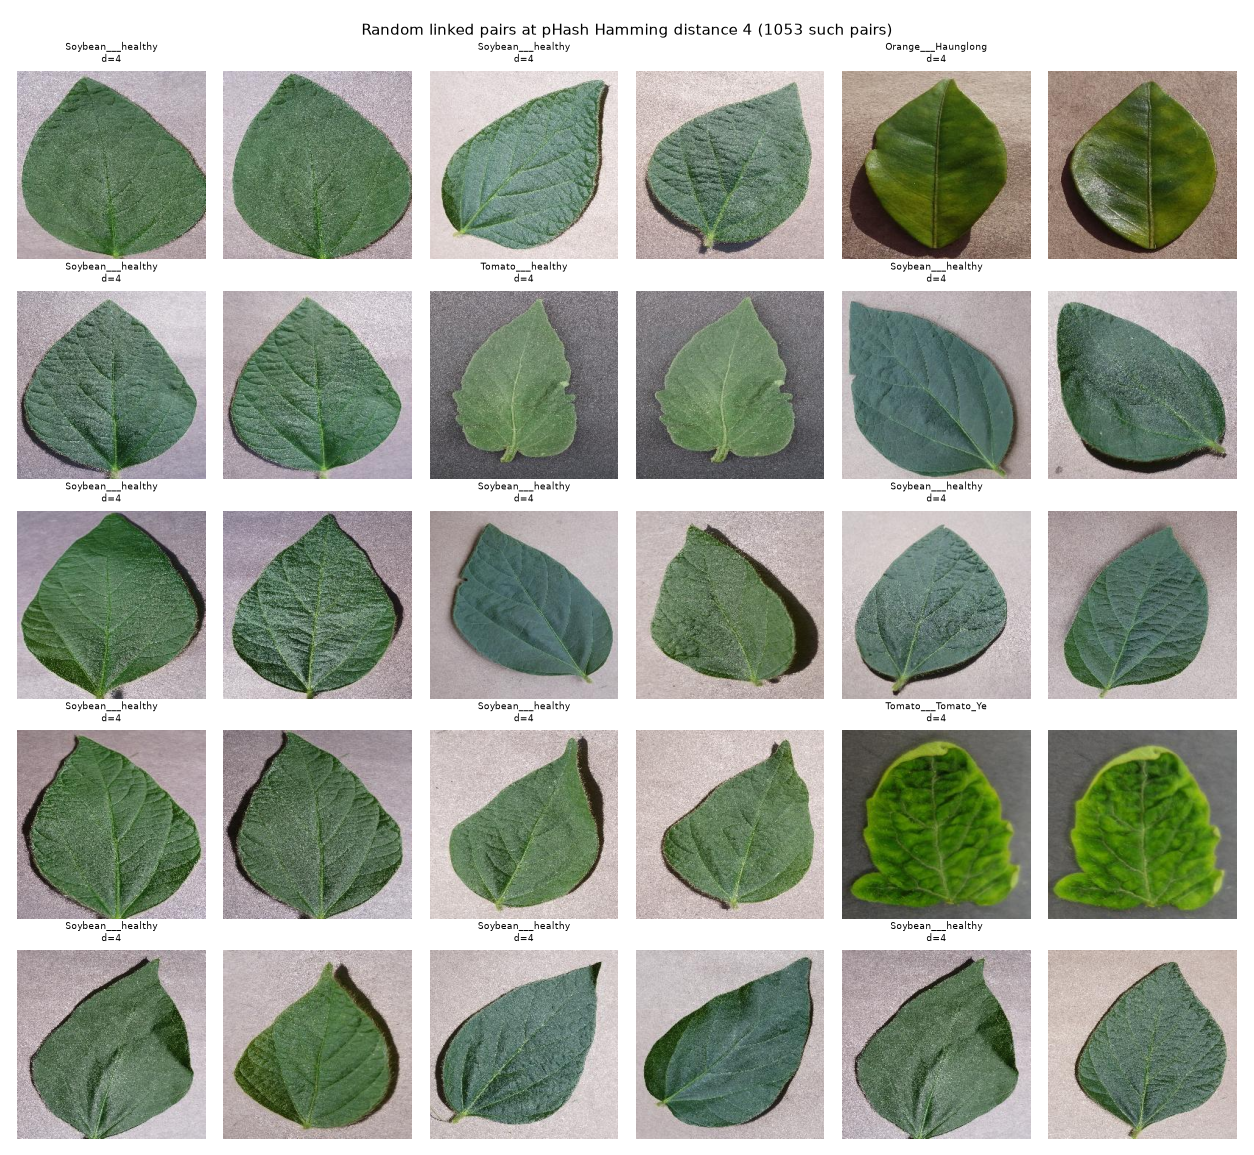 Random linked pairs at pHash Hamming distance 4 (1053 such pairs)
Soybean___healthy
d=4
Soybean___healthy
d=4
Orange___Haunglong
d=4
Soybean___healthy
d=4
Tomato___healthy
d=4
Soybean___healthy
d=4
Soybean___healthy
d=4
Soybean___healthy
d=4
Soybean___healthy
d=4
Soybean___healthy
d=4
Soybean___healthy
d=4
Tomato___Tomato_Ye
d=4
Soybean___healthy
d=4
Soybean___healthy
d=4
Soybean___healthy
d=4